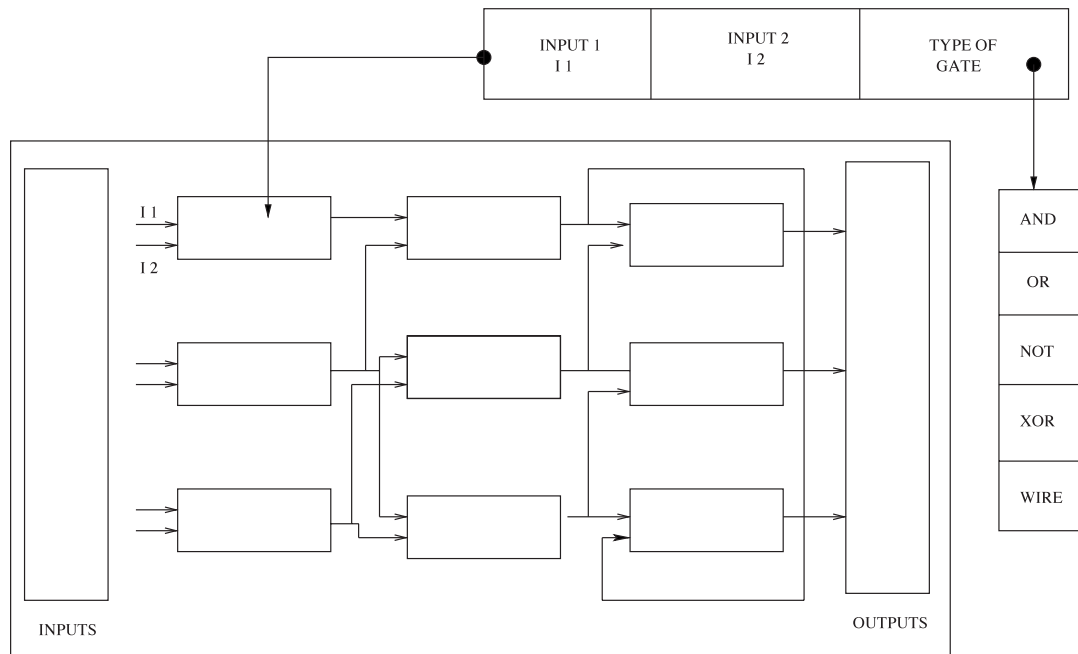 INPUT 1
I 1
INPUT 2
I 2
TYPE OF
GATE
I 1
I 2
AND
OR
NOT
XOR
WIRE
INPUTS
OUTPUTS